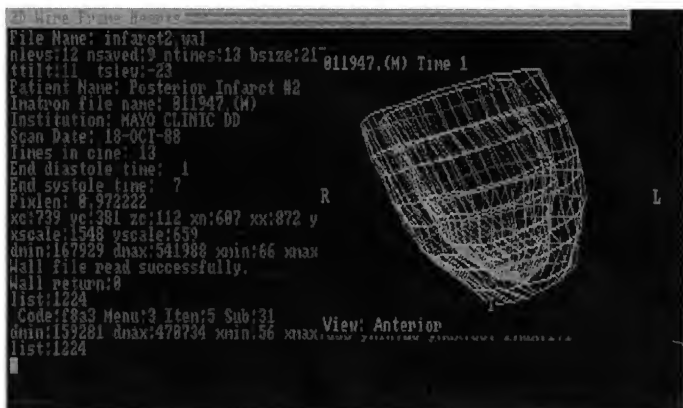 2D Wire Frame Hearts
File Name: infarct2.wal
nlevs:12 nsaved:9 ntimes:13 bsize:21
ttilt:11 tslew:-23
Patient Name: Posterior Infarct #2
Imatron file name: 011947.(M)
Institution: MAYO CLINIC DD
Scan Date: 18-OCT-88
Times in cine: 13
End diastole time: 1
End systole time: 7
Pixlen: 0.972222
xc:739 yc:381 zc:112 xn:607 xx:872 y
xscale:1548 yscale:659
dmin:167929 dmax:541988 xmin:66 xmax
Wall file read successfully.
Wall return:0
list:1224
Code:f8a3 Menu:3 Item:5 Sub:31
dmin:159281 dmax:470734 xmin:56 xmax:
list:1224
011947.(M) Time 1
R
L
View: Anterior